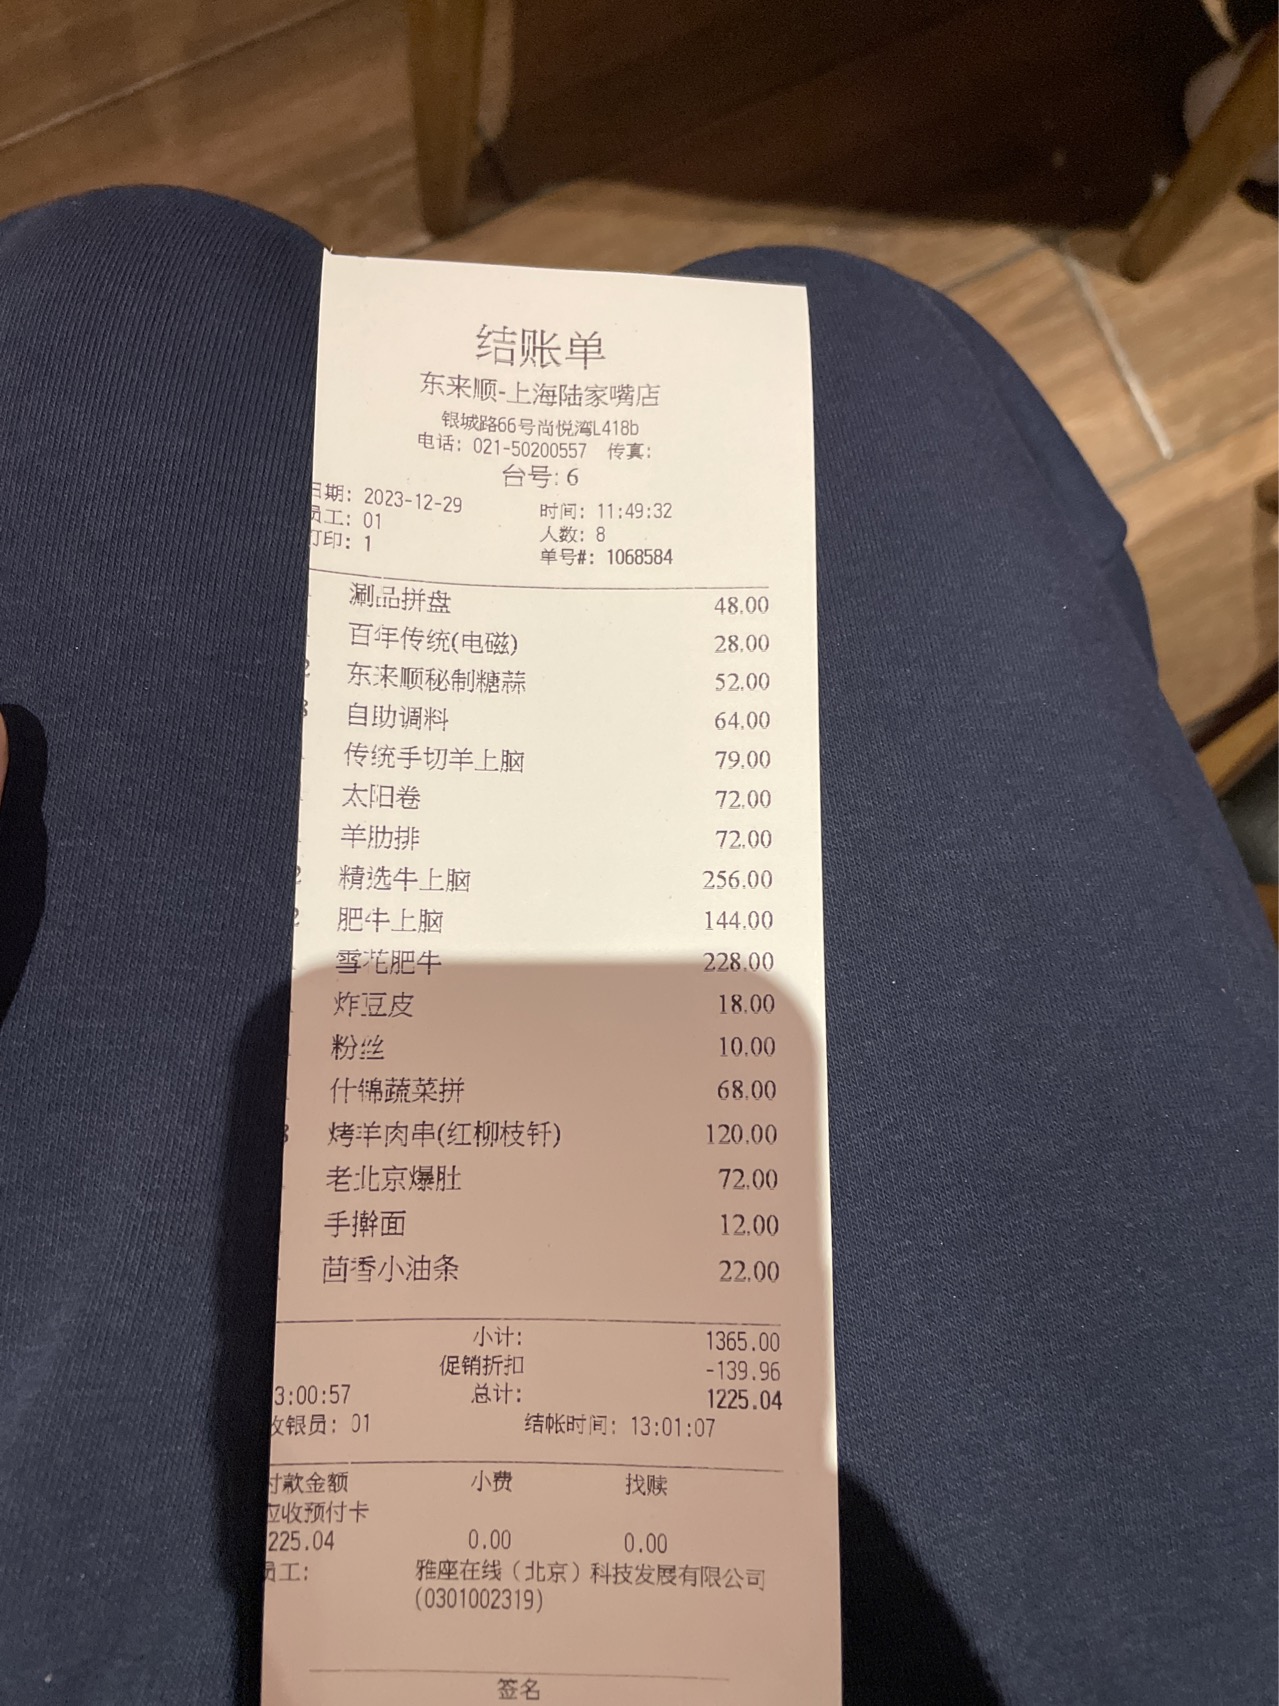 结账单
东来顺-上海陆家嘴店
银城路66号尚悦湾L418b
电话: 021-50200557 传真:
台号: 6
日期: 2023-12-29 时间: 11:49:32
员工: 01 人数: 8
打印: 1 单号#: 1068584
涮品拼盘 48.00
百年传统(电磁) 28.00
2 东来顺秘制糖蒜 52.00
8 自助调料 64.00
传统手切羊上脑 79.00
太阳卷 72.00
羊肋排 72.00
2 精选牛上脑 256.00
2 肥牛上脑 144.00
雪花肥牛 228.00
炸豆皮 18.00
粉丝 10.00
什锦蔬菜拼 68.00
8 烤羊肉串(红柳枝钎) 120.00
老北京爆肚 72.00
手擀面 12.00
茴香小油条 22.00
小计: 1365.00
促销折扣 -139.96
3:00:57 总计: 1225.04
收银员: 01 结帐时间: 13:01:07
付款金额 小费 找赎
应收预付卡
225.04 0.00 0.00
员工: 雅座在线（北京）科技发展有限公司
(0301002319)
签名